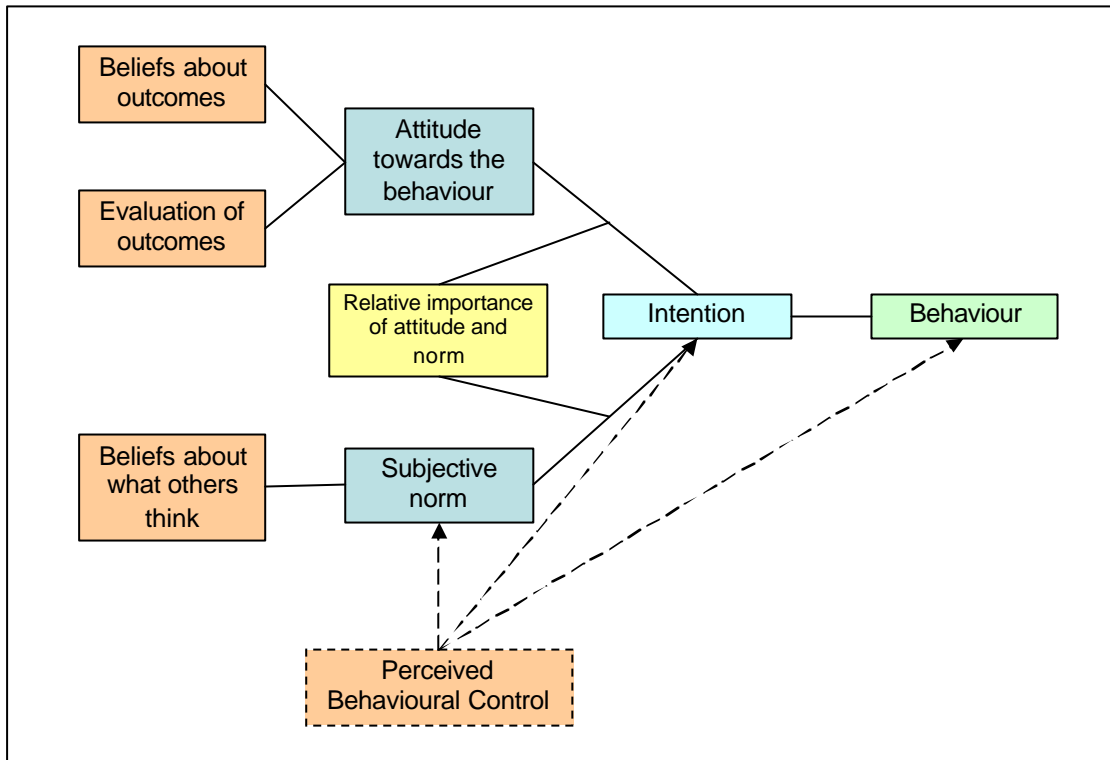 Beliefs about
outcomes
Attitude
towards the
behaviour
Evaluation of
outcomes
Relative importance
of attitude and
norm
Intention
Behaviour
Beliefs about
what others
think
Subjective
norm
Perceived
Behavioural Control